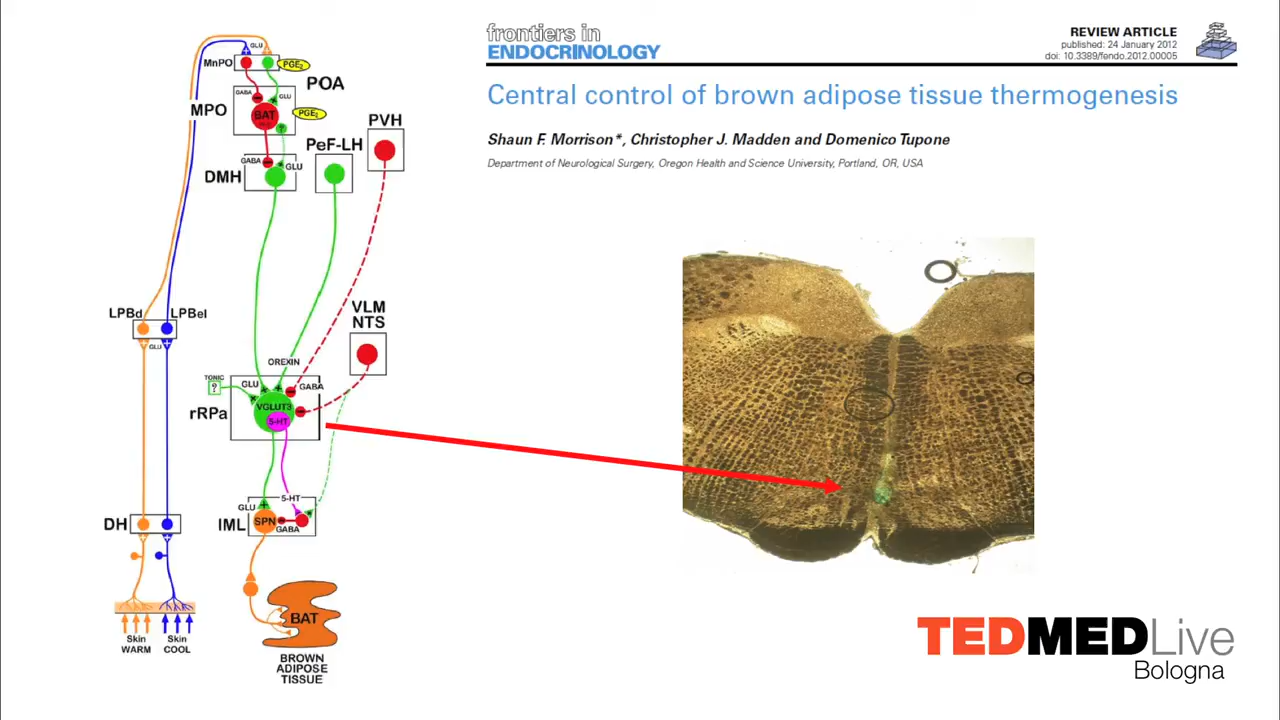 GLU
MnPO
PGE2
POA
GABA
GLU
MPO
BAT
PGE2
PVH
?
PeF-LH
GABA
GLU
DMH
LPBd
LPBel
GLU
VLM
NTS
OREXIN
TONIC
?
GLU
GABA
rRPa
VGLUT3
5-HT
5-HT
GLU
DH
IML
SPN
GABA
BAT
Skin
WARM
Skin
COOL
BROWN
ADIPOSE
TISSUE
frontiers in
ENDOCRINOLOGY
REVIEW ARTICLE
published: 24 January 2012
doi: 10.3389/fendo.2012.00005
Central control of brown adipose tissue thermogenesis
Shaun F. Morrison*, Christopher J. Madden and Domenico Tupone
Department of Neurological Surgery, Oregon Health and Science University, Portland, OR, USA
TEDMEDLive
Bologna